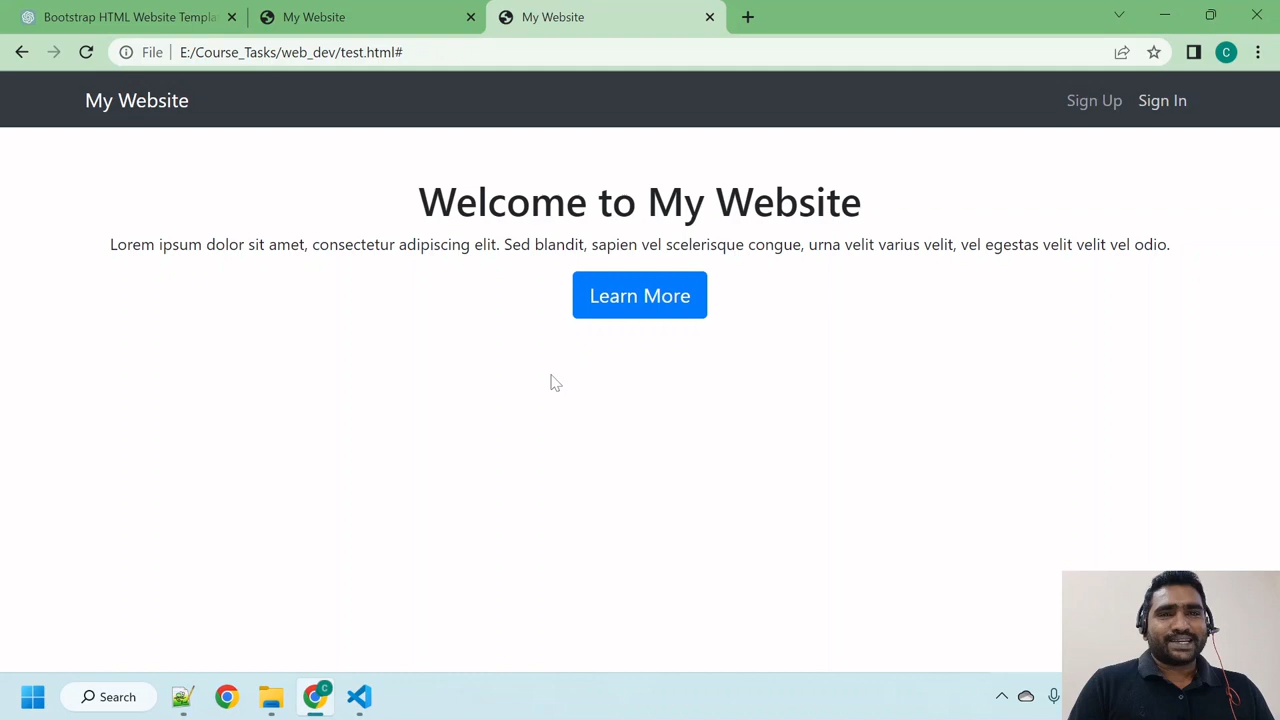 Bootstrap HTML Website Templa
My Website
My Website
File
E:/Course_Tasks/web_dev/test.html#
C
My Website
Sign Up
Sign In
Welcome to My Website
Lorem ipsum dolor sit amet, consectetur adipiscing elit. Sed blandit, sapien vel scelerisque congue, urna velit varius velit, vel egestas velit velit vel odio.
Learn More
Search
C